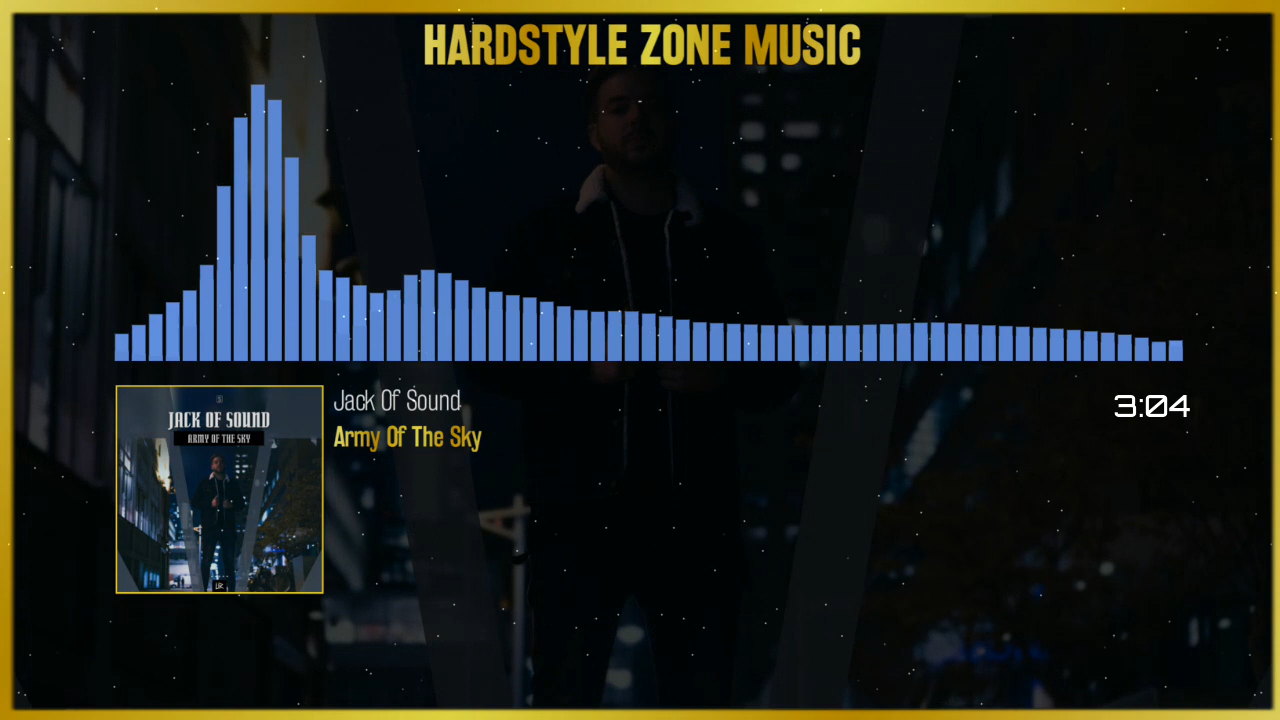 HARDSTYLE ZONE MUSIC
Jack Of Sound
3:04
Army Of The Sky
JACK OF SOUND
ARMY OF THE SKY